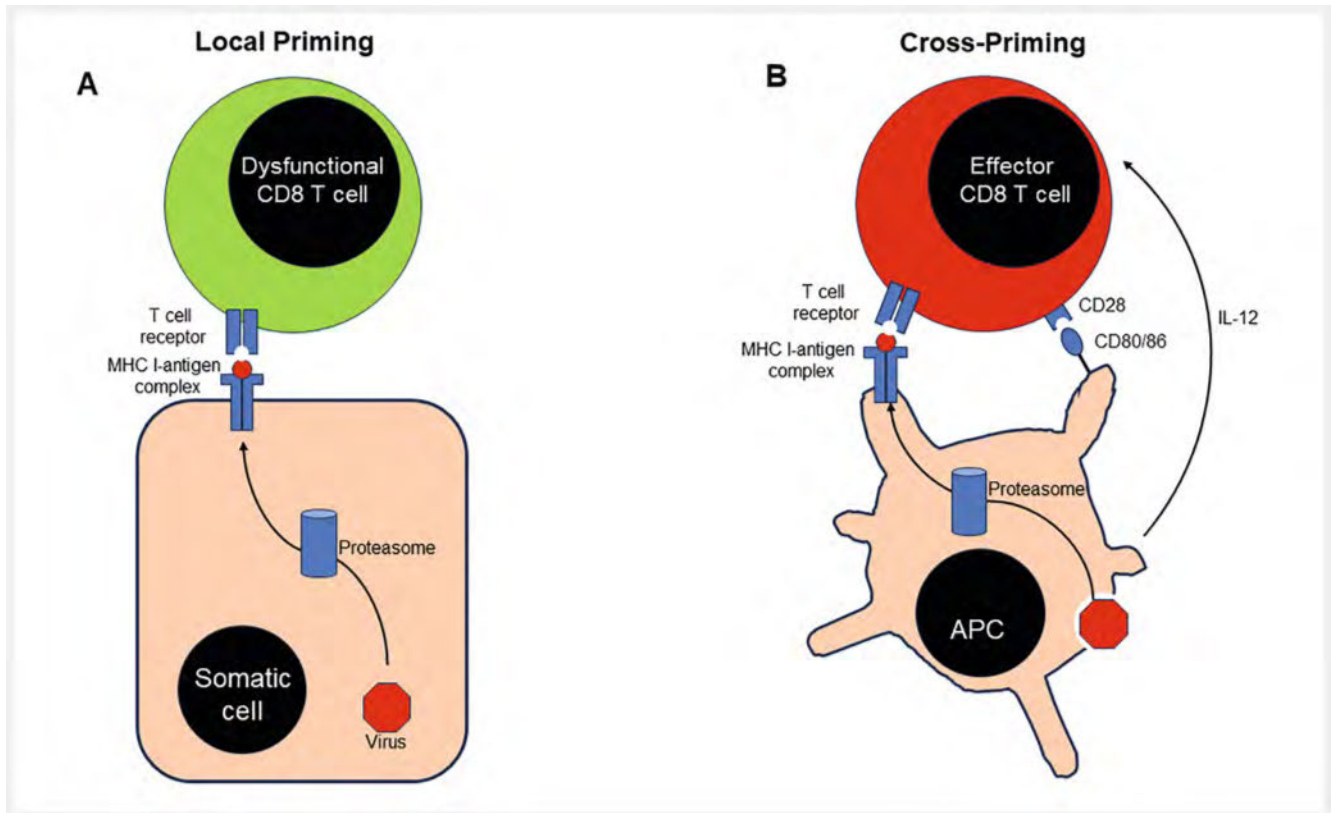 Local Priming
A
Dysfunctional
CD8 T cell
T cell
receptor
MHC I-antigen
complex
Proteasome
Somatic
cell
Virus
Cross-Priming
B
Effector
CD8 T cell
T cell
receptor
CD28
IL-12
CD80/86
MHC I-antigen
complex
Proteasome
APC